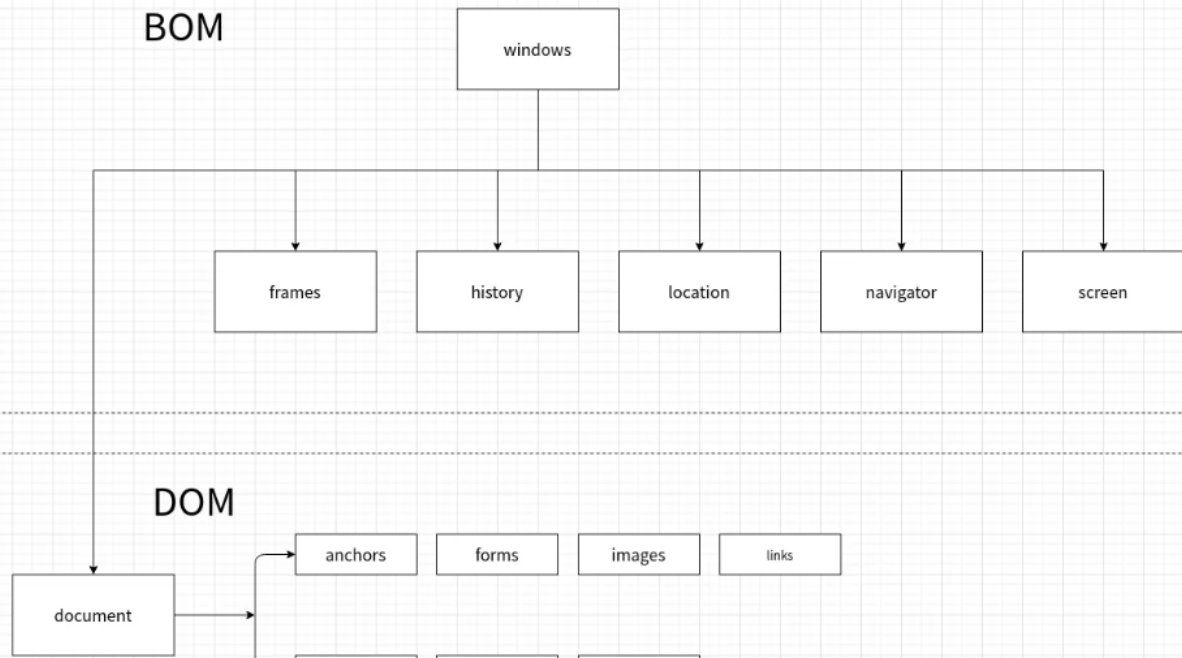 BOM
windows
frames
history
location
navigator
screen
DOM
anchors
forms
images
links
document